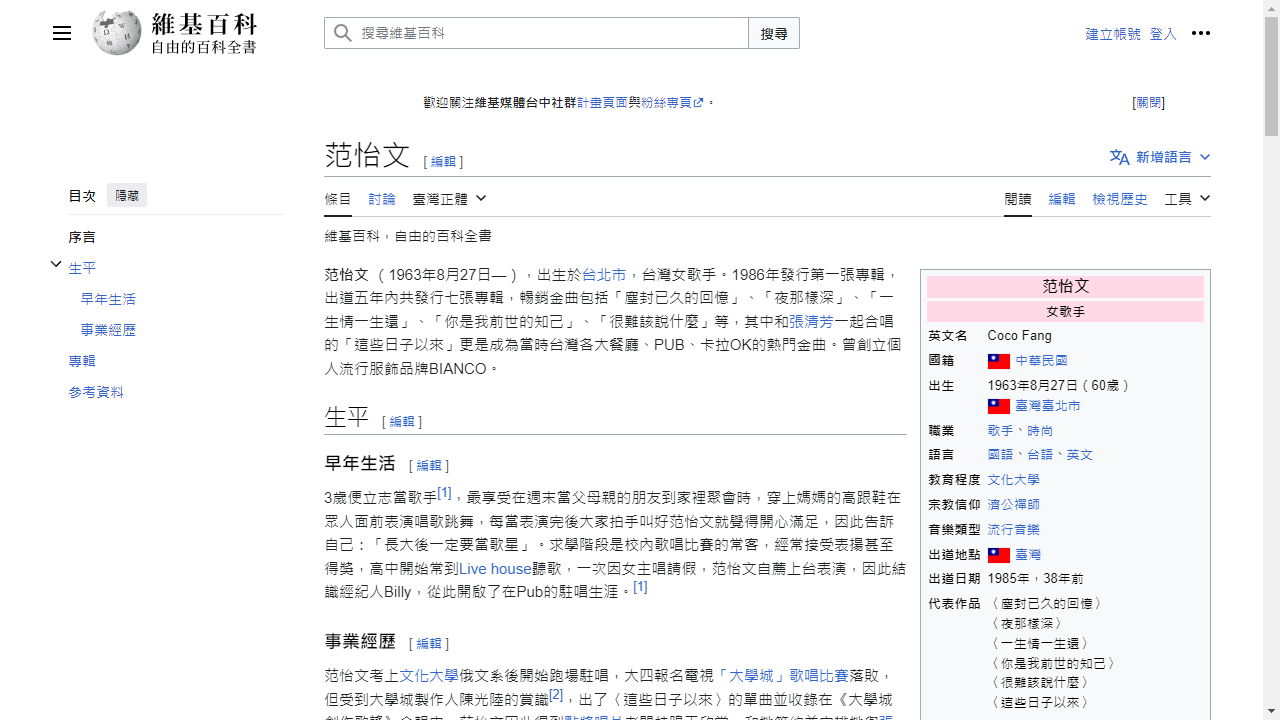 維基百科
自由的百科全書
搜尋維基百科
搜尋
建立帳號 登入
歡迎關注維基媒體台中社群計畫頁面與粉絲專頁。
[關閉]
范怡文 [編輯]
新增語言
目次 隱藏
序言
生平
早年生活
事業經歷
專輯
參考資料
條目 討論 臺灣正體
閱讀 編輯 檢視歷史 工具
維基百科，自由的百科全書
范怡文（1963年8月27日—），出生於台北市，台灣女歌手。1986年發行第一張專輯，
出道五年內共發行七張專輯，暢銷金曲包括「塵封已久的回憶」、「夜那樣深」、「一
生情一生還」、「你是我前世的知己」、「很難該說什麼」等，其中和張清芳一起合唱
的「這些日子以來」更是成為當時台灣各大餐廳、PUB、卡拉OK的熱門金曲。曾創立個
人流行服飾品牌BIANCO。
生平 [編輯]
早年生活 [編輯]
3歲便立志當歌手[1]，最享受在週末當父母親的朋友到家裡聚會時，穿上媽媽的高跟鞋在
眾人面前表演唱歌跳舞，每當表演完後大家拍手叫好范怡文就覺得開心滿足，因此告訴
自己：「長大後一定要當歌星」。求學階段是校內歌唱比賽的常客，經常接受表揚甚至
得獎，高中開始常到Live house聽歌，一次因女主唱請假，范怡文自薦上台表演，因此結
識經紀人Billy，從此開啟了在Pub的駐唱生涯。[1]
事業經歷 [編輯]
范怡文考上文化大學俄文系後開始跑場駐唱，大四報名電視「大學城」歌唱比賽落敗，
但受到大學城製作人陳光陸的賞識[2]，出了〈這些日子以來〉的單曲並收錄在《大學城
范怡文
女歌手
英文名 Coco Fang
國籍 中華民國
出生 1963年8月27日（60歲）
臺灣臺北市
職業 歌手、時尚
語言 國語、台語、英文
教育程度 文化大學
宗教信仰 濟公禪師
音樂類型 流行音樂
出道地點 臺灣
出道日期 1985年，38年前
代表作品 〈塵封已久的回憶〉
〈夜那樣深〉
〈一生情一生還〉
〈你是我前世的知己〉
〈很難該說什麼〉
〈這些日子以來〉